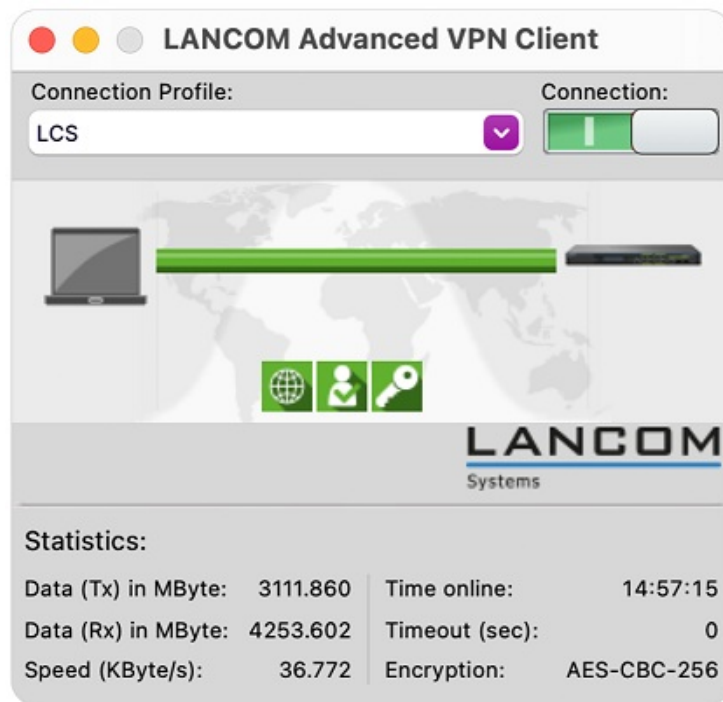 LANCOM Advanced VPN Client
Connection Profile: Connection:
LCS
LANCOM
Systems
Statistics:
Data (Tx) in MByte: 3111.860 Time online: 14:57:15
Data (Rx) in MByte: 4253.602 Timeout (sec): 0
Speed (KByte/s): 36.772 Encryption: AES-CBC-256